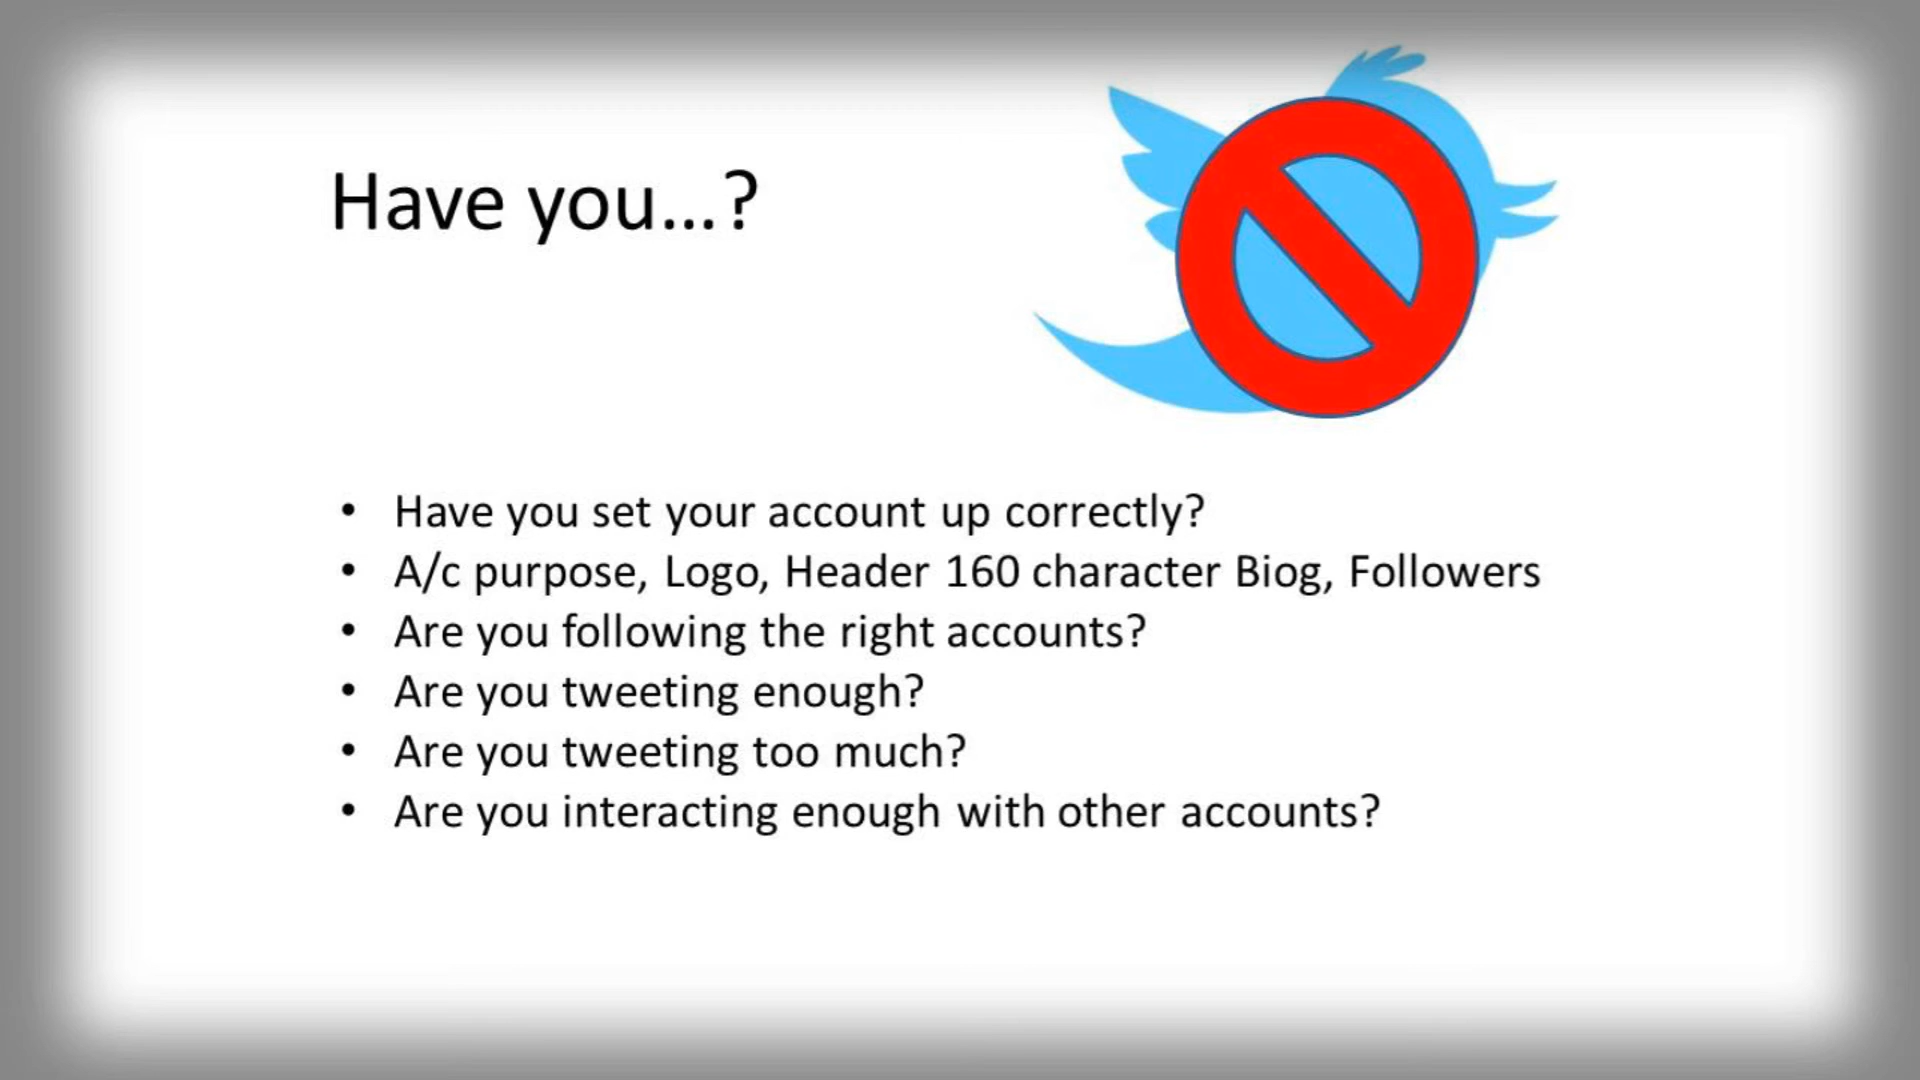 Have you...?
• Have you set your account up correctly?
• A/c purpose, Logo, Header 160 character Biog, Followers
• Are you following the right accounts?
• Are you tweeting enough?
• Are you tweeting too much?
• Are you interacting enough with other accounts?